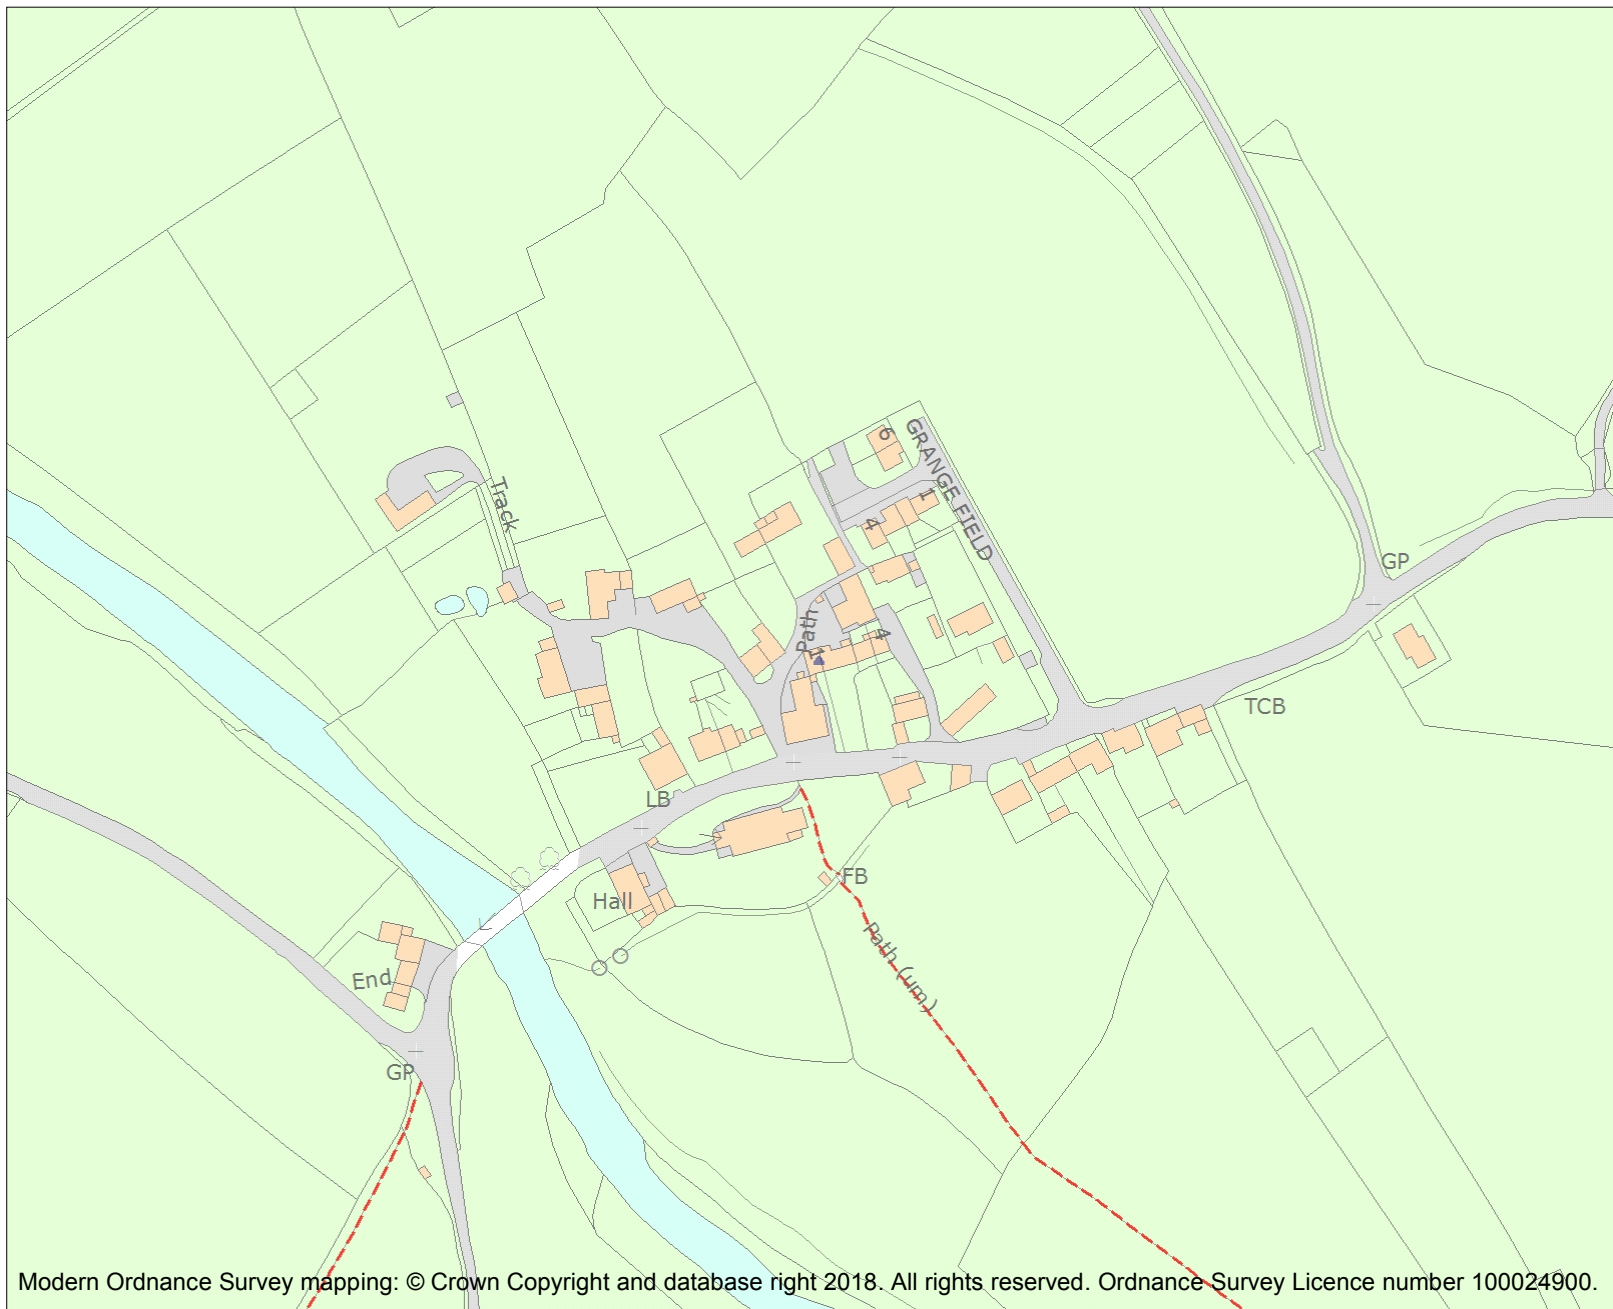 6
GRANGE FIELD
Track
1
4
GP
Path
4
1
TCB
LB
FB
Hall
Path (um)
End
GP
Modern Ordnance Survey mapping: © Crown Copyright and database right 2018. All rights reserved. Ordnance Survey Licence number 100024900.